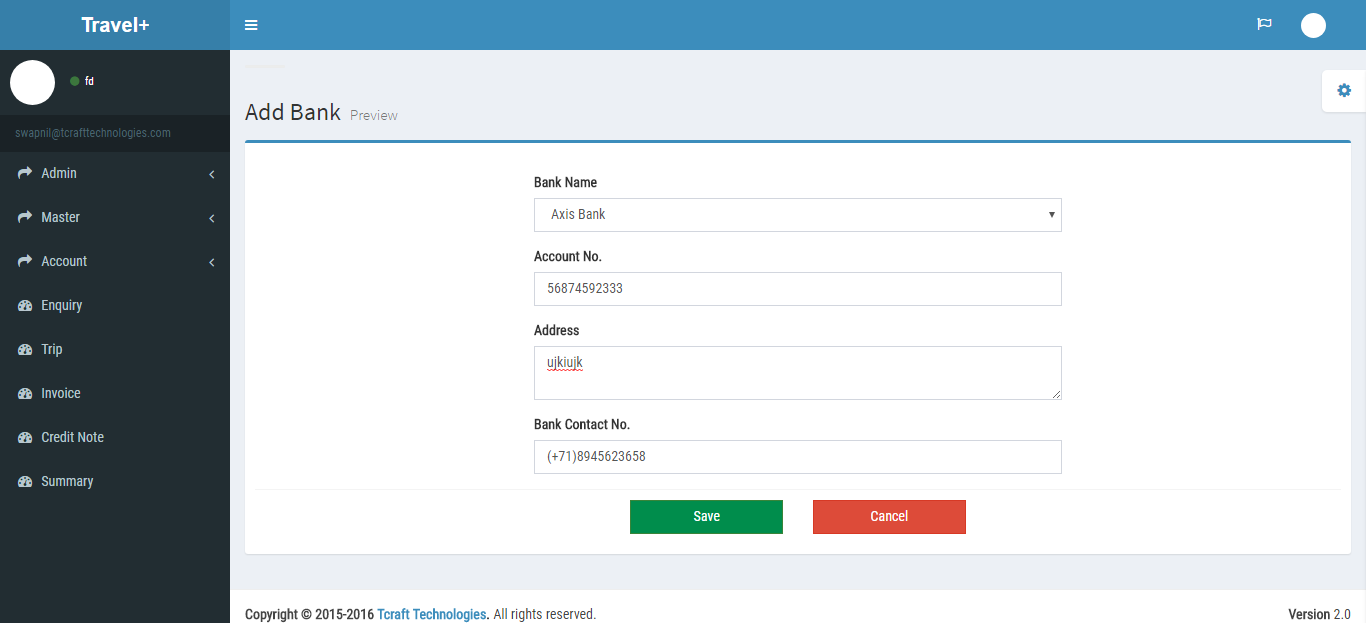 Travel+
fd
swapnil@tcrafttechnologies.com
Admin
Master
Account
Enquiry
Trip
Invoice
Credit Note
Summary
Add Bank Preview
Bank Name
Axis Bank
Account No.
56874592333
Address
ujkiujk
Bank Contact No.
(+71)8945623658
Save Cancel
Copyright © 2015-2016 Tcraft Technologies. All rights reserved. Version 2.0